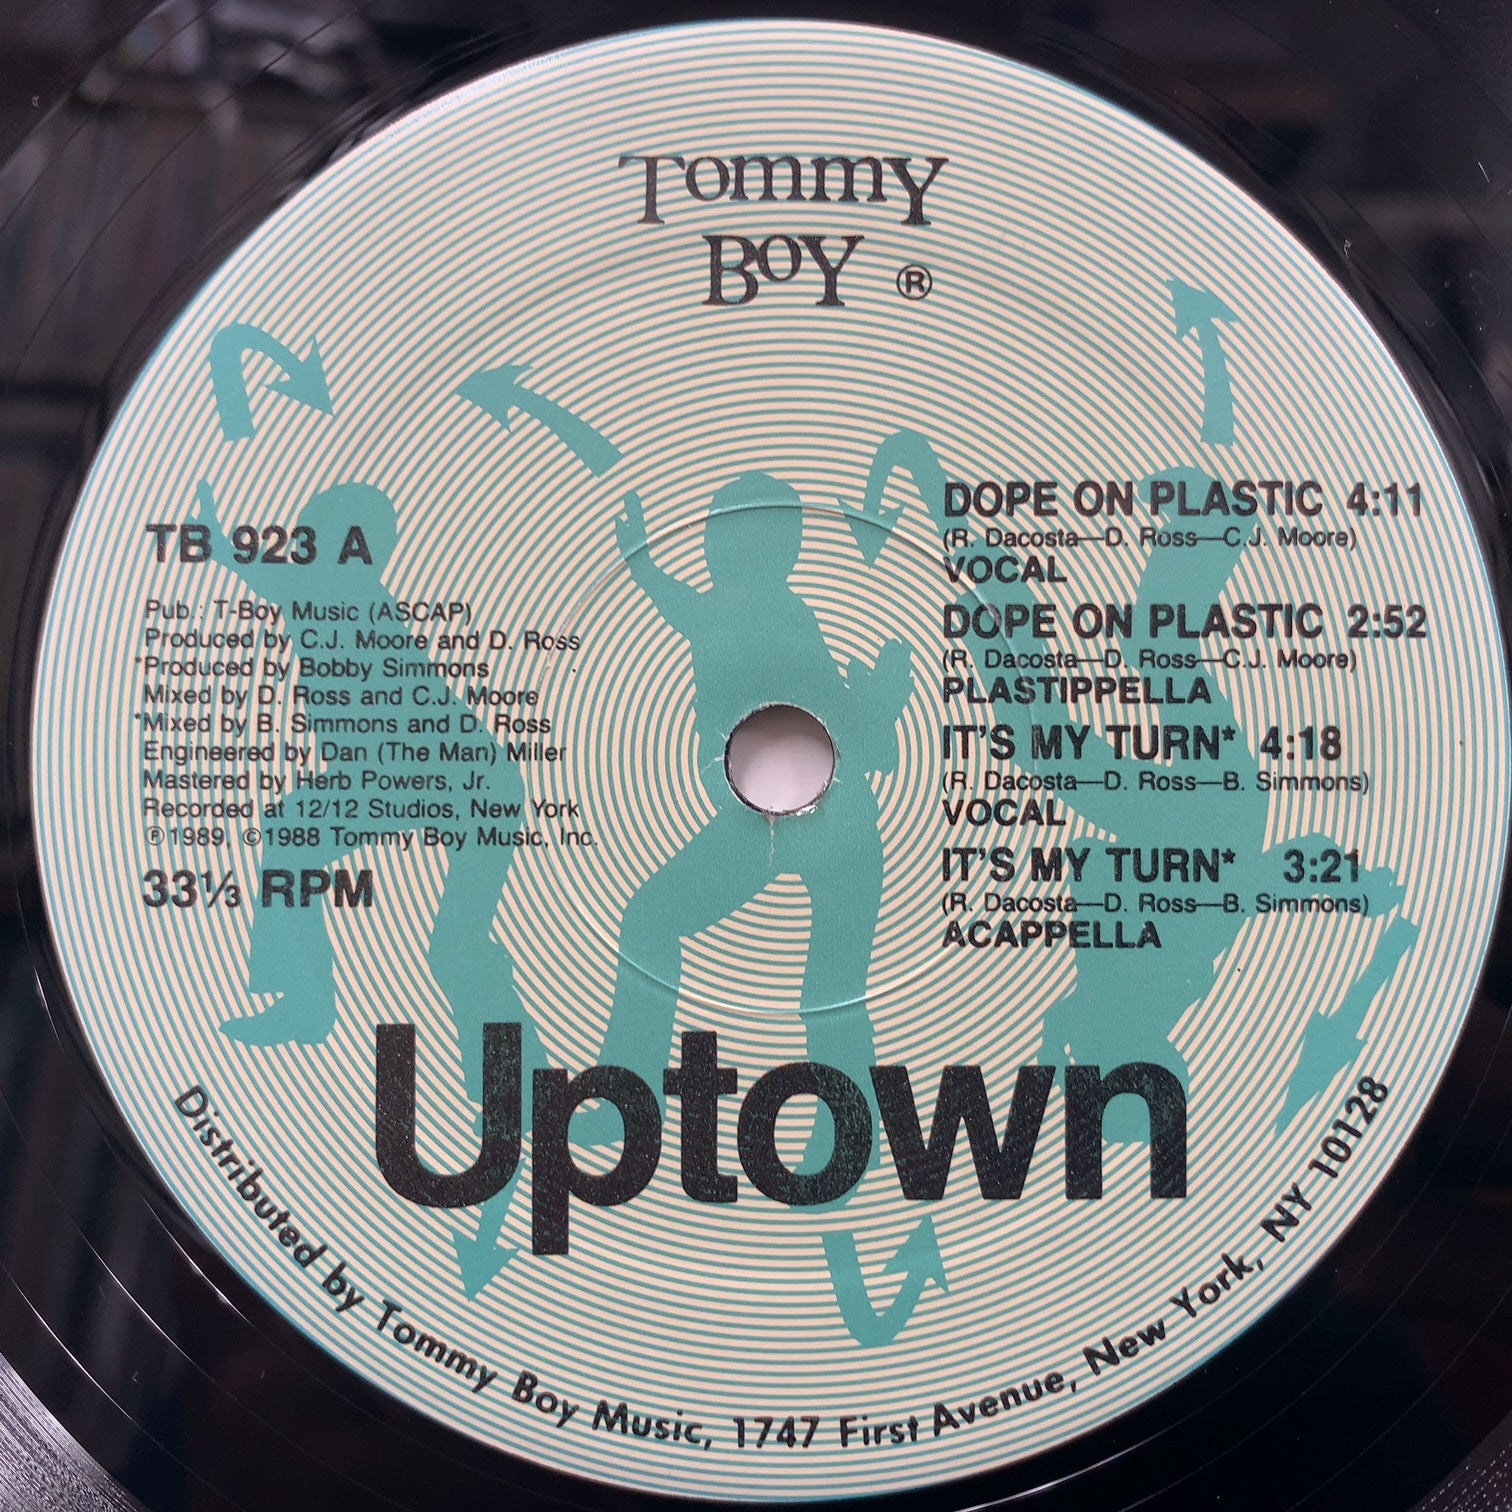 TOMMY
BOY ®
TB 923 A
Pub.: T-Boy Music (ASCAP)
Produced by C.J. Moore and D. Ross
*Produced by Bobby Simmons
Mixed by D. Ross and C.J. Moore
*Mixed by B. Simmons and D. Ross
Engineered by Dan (The Man) Miller
Mastered by Herb Powers, Jr.
Recorded at 12/12 Studios, New York
℗1989, ©1988 Tommy Boy Music, Inc.
33⅓ RPM
DOPE ON PLASTIC 4:11
(R. Dacosta—D. Ross—C.J. Moore)
VOCAL
DOPE ON PLASTIC 2:52
(R. Dacosta—D. Ross—C.J. Moore)
PLASTIPPELLA
IT'S MY TURN* 4:18
(R. Dacosta—D. Ross—B. Simmons)
VOCAL
IT'S MY TURN* 3:21
(R. Dacosta—D. Ross—B. Simmons)
ACAPPELLA
Uptown
Distributed by Tommy Boy Music, 1747 First Avenue, New York, NY 10128